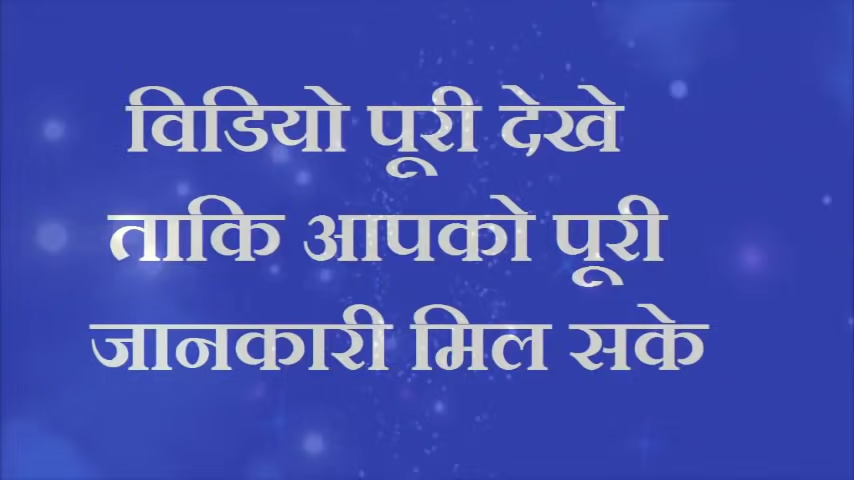 विडियो पूरी देखे
ताकि आपको पूरी
जानकारी मिल सके